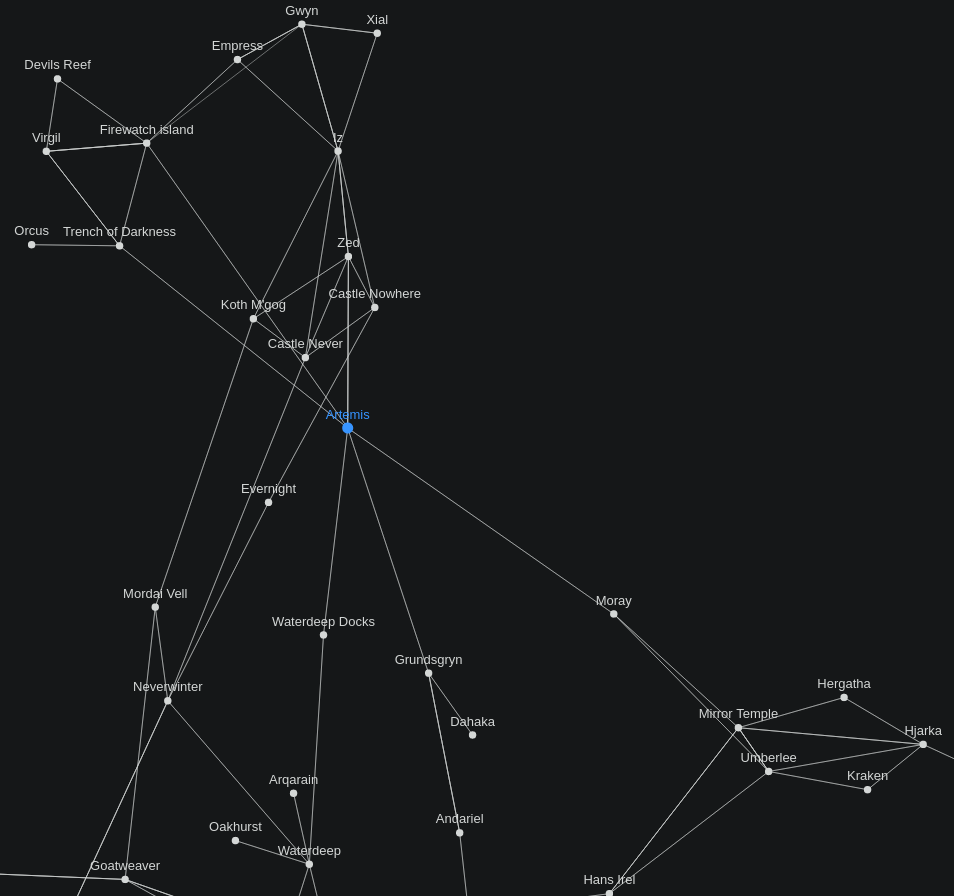 Gwyn
Xial
Empress
Devils Reef
Firewatch island
Virgil
Iz
Orcus
Trench of Darkness
Zed
Castle Nowhere
Koth M'gog
Castle Never
Artemis
Evernight
Mordai Vell
Moray
Waterdeep Docks
Grundsgryn
Neverwinter
Hergatha
Mirror Temple
Dahaka
Hjarka
Umberlee
Kraken
Arqarain
Andariel
Oakhurst
Waterdeep
Goatweaver
Hans Irel